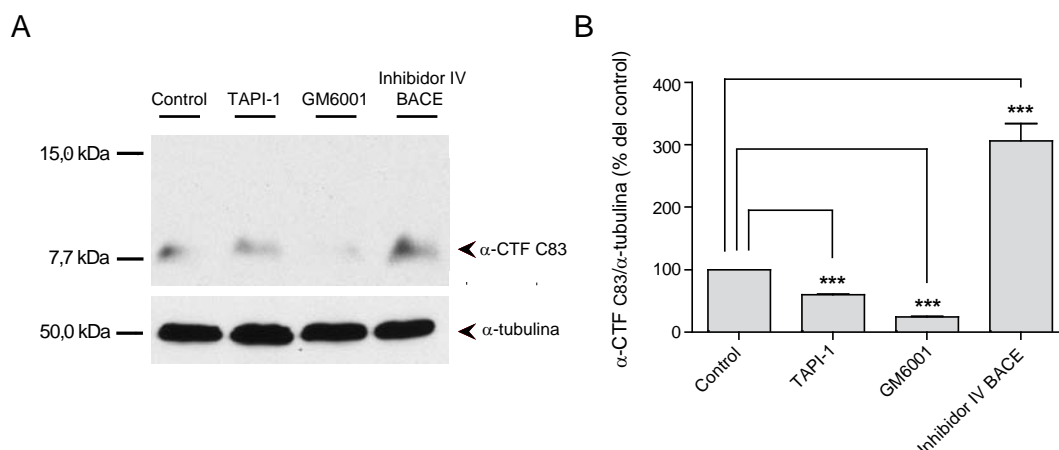 A
Control
TAPI-1
GM6001
Inhibidor IV
BACE
15,0 kDa
7,7 kDa
α-CTF C83
50,0 kDa
α-tubulina
B
α-CTF C83/α-tubulina (% del control)
400
300
200
100
0
***
***
***
Control
TAPI-1
GM6001
Inhibidor IV BACE